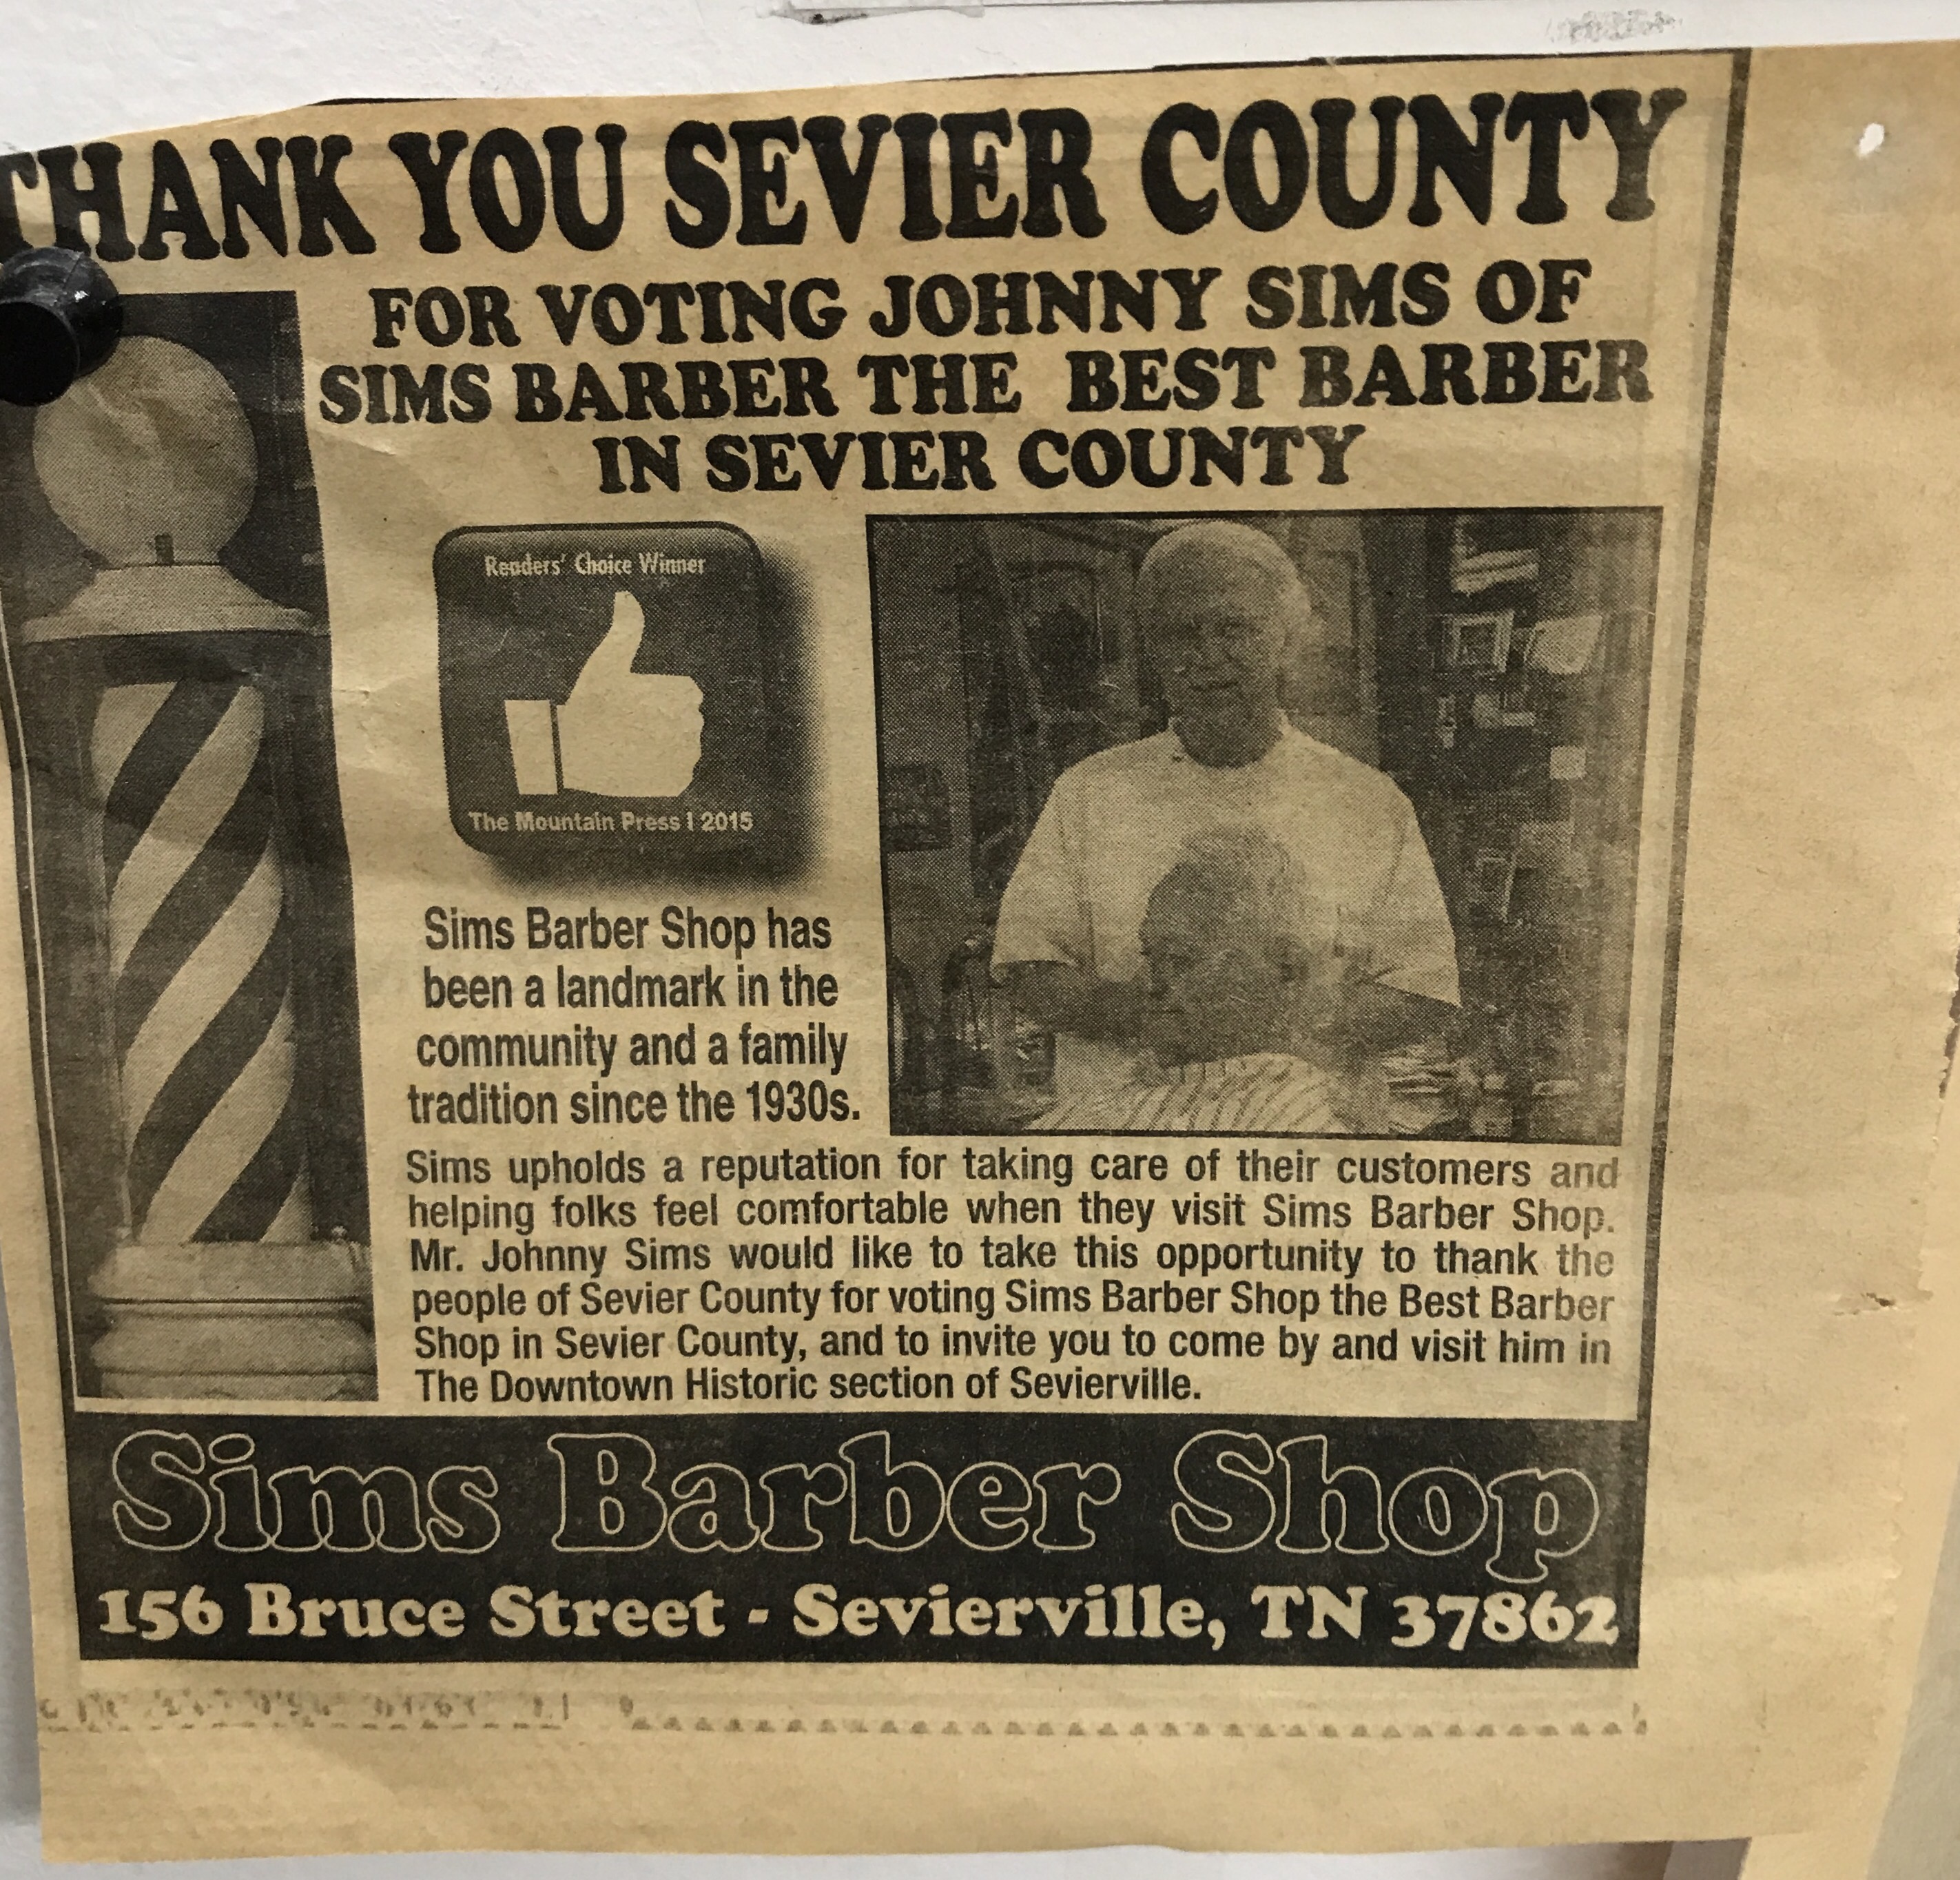 THANK YOU SEVIER COUNTY
FOR VOTING JOHNNY SIMS OF
SIMS BARBER THE BEST BARBER
IN SEVIER COUNTY
Readers' Choice Winner
The Mountain Press | 2015
Sims Barber Shop has
been a landmark in the
community and a family
tradition since the 1930s.
Sims upholds a reputation for taking care of their customers and
helping folks feel comfortable when they visit Sims Barber Shop.
Mr. Johnny Sims would like to take this opportunity to thank the
people of Sevier County for voting Sims Barber Shop the Best Barber
Shop in Sevier County, and to invite you to come by and visit him in
The Downtown Historic section of Sevierville.
Sims Barber Shop
156 Bruce Street - Sevierville, TN 37862